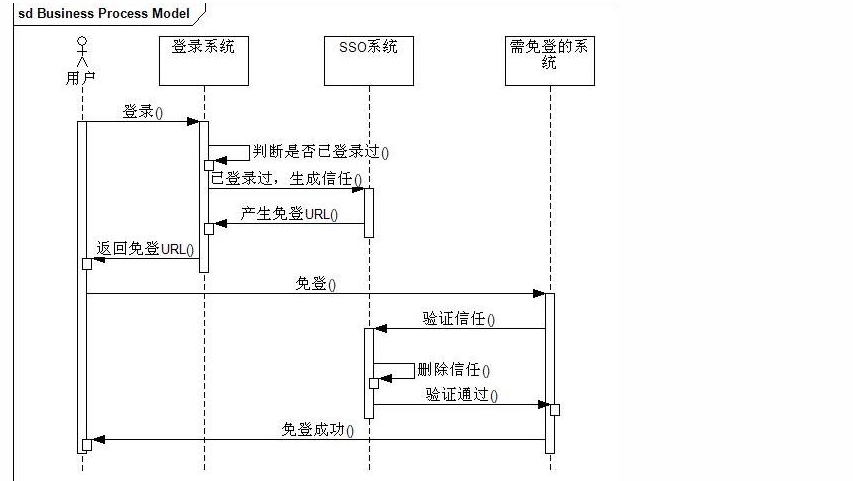 sd Business Process Model
用户
登录系统
SSO系统
需免登的系
统
登录()
判断是否已登录过()
已登录过，生成信任()
产生免登URL()
返回免登URL()
免登()
验证信任()
删除信任()
验证通过()
免登成功()